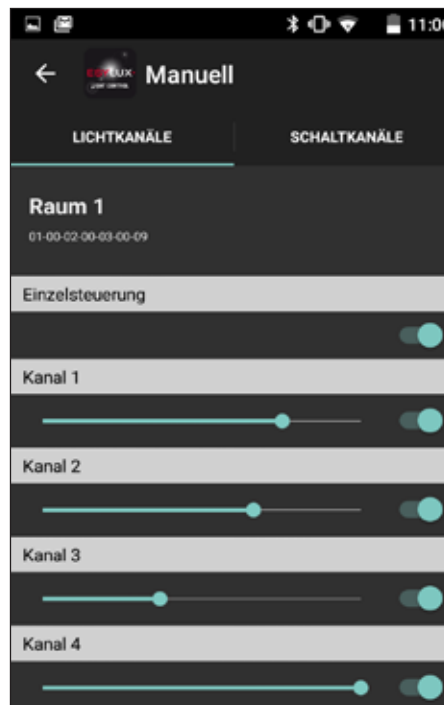 11:00
Manuell
LICHTKANÄLE SCHALTKANÄLE
Raum 1
01-00-02-00-03-00-09
Einzelsteuerung
Kanal 1
Kanal 2
Kanal 3
Kanal 4